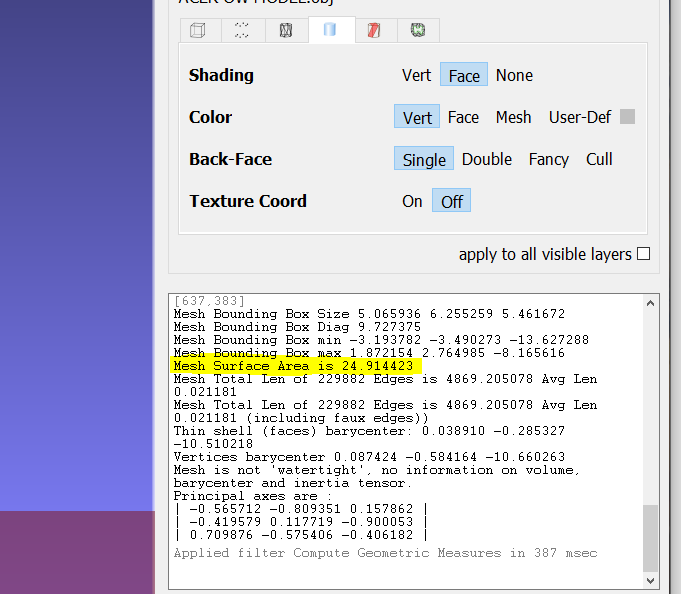 Shading Vert Face None
Color Vert Face Mesh User-Def
Back-Face Single Double Fancy Cull
Texture Coord On Off
apply to all visible layers
[637,383]
Mesh Bounding Box Size 5.065936 6.255259 5.461672
Mesh Bounding Box Diag 9.727375
Mesh Bounding Box min -3.193782 -3.490273 -13.627288
Mesh Bounding Box max 1.872154 2.764985 -8.165616
Mesh Surface Area is 24.914423
Mesh Total Len of 229882 Edges is 4869.205078 Avg Len
0.021181
Mesh Total Len of 229882 Edges is 4869.205078 Avg Len
0.021181 (including faux edges))
Thin shell (faces) barycenter: 0.038910 -0.285327
-10.510218
Vertices barycenter 0.087424 -0.584164 -10.660263
Mesh is not 'watertight', no information on volume,
barycenter and inertia tensor.
Principal axes are :
| -0.565712 -0.809351 0.157862 |
| -0.419579 0.117719 -0.900053 |
| 0.709876 -0.575406 -0.406182 |
Applied filter Compute Geometric Measures in 387 msec